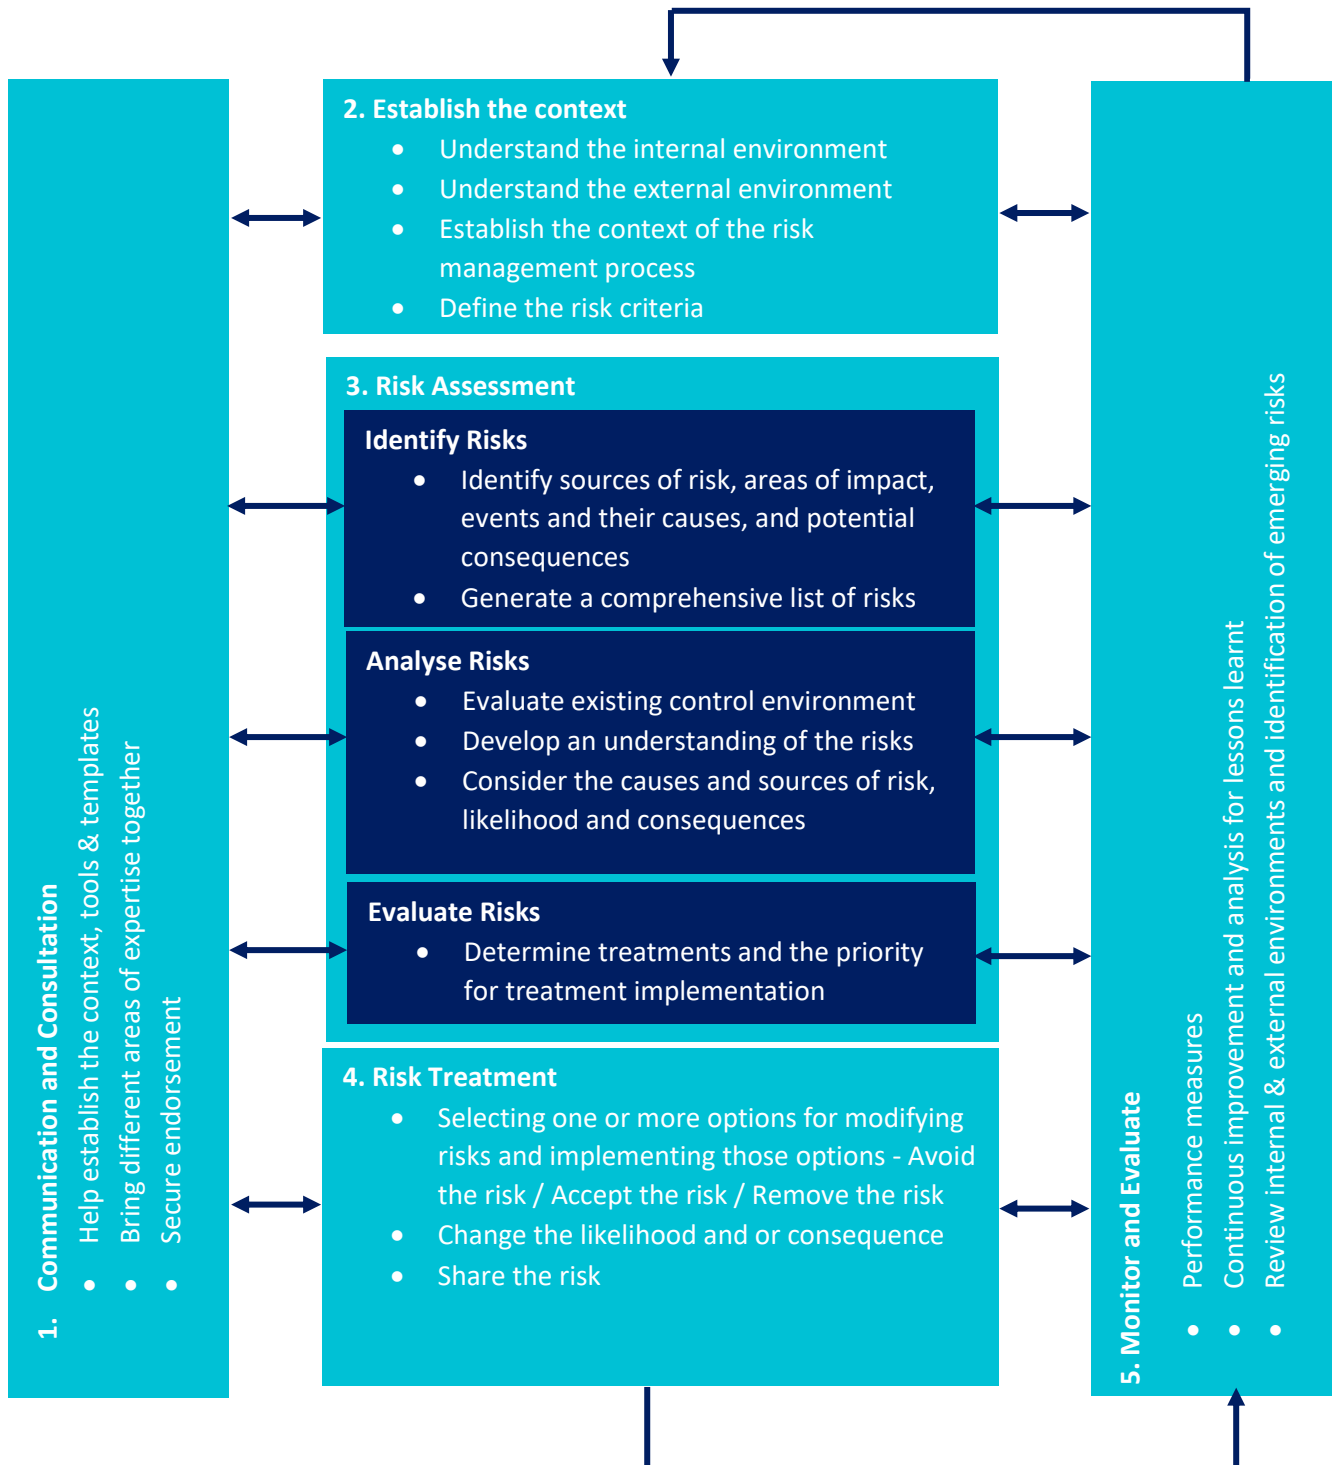 1. Communication and Consultation
• Help establish the context, tools & templates
• Bring different areas of expertise together
• Secure endorsement
2. Establish the context
• Understand the internal environment
• Understand the external environment
• Establish the context of the risk
management process
• Define the risk criteria
3. Risk Assessment
Identify Risks
• Identify sources of risk, areas of impact,
events and their causes, and potential
consequences
• Generate a comprehensive list of risks
Analyse Risks
• Evaluate existing control environment
• Develop an understanding of the risks
• Consider the causes and sources of risk,
likelihood and consequences
Evaluate Risks
• Determine treatments and the priority
for treatment implementation
4. Risk Treatment
• Selecting one or more options for modifying
risks and implementing those options - Avoid
the risk / Accept the risk / Remove the risk
• Change the likelihood and or consequence
• Share the risk
5. Monitor and Evaluate
• Performance measures
• Continuous improvement and analysis for lessons learnt
• Review internal & external environments and identification of emerging risks